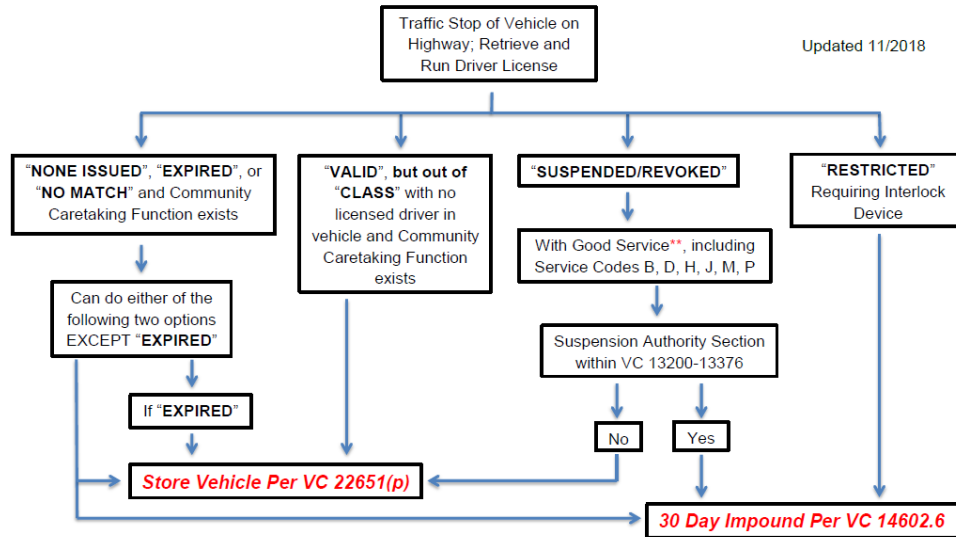 Traffic Stop of Vehicle on
Highway; Retrieve and
Run Driver License
Updated 11/2018
“NONE ISSUED”, “EXPIRED”, or
“NO MATCH” and Community
Caretaking Function exists
“VALID”, but out of
“CLASS” with no
licensed driver in
vehicle and Community
Caretaking Function
exists
“SUSPENDED/REVOKED”
“RESTRICTED”
Requiring Interlock
Device
With Good Service**, including
Service Codes B, D, H, J, M, P
Can do either of the
following two options
EXCEPT “EXPIRED”
Suspension Authority Section
within VC 13200-13376
If “EXPIRED”
No
Yes
Store Vehicle Per VC 22651(p)
30 Day Impound Per VC 14602.6